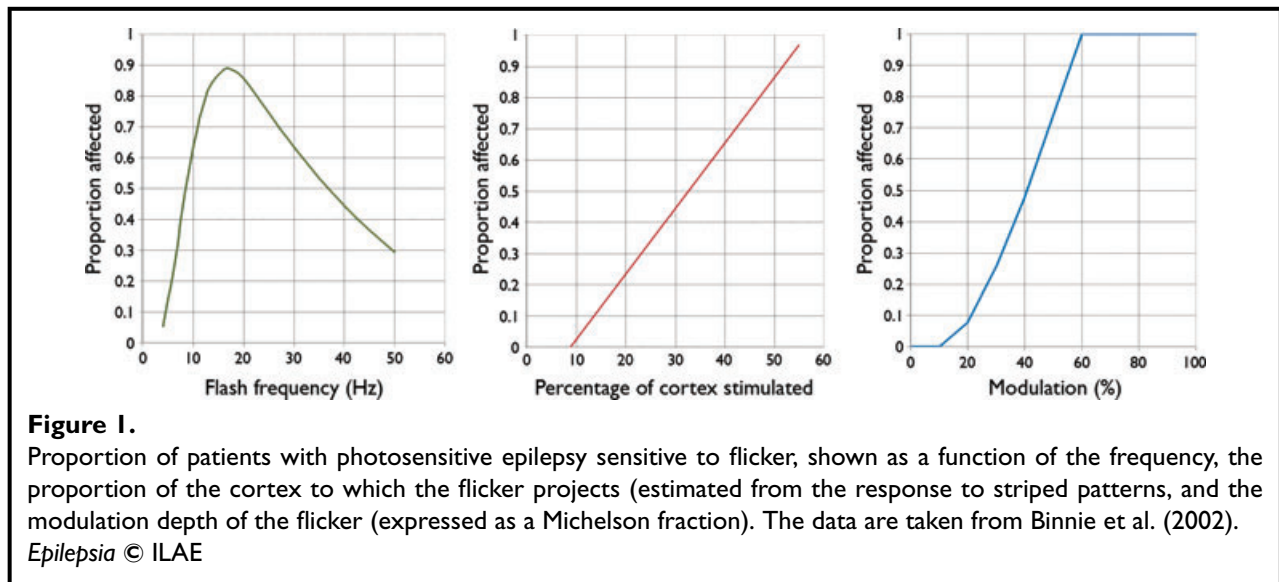 1
0.9
0.8
0.7
0.6
0.5
0.4
0.3
0.2
0.1
0
Proportion affected
0 10 20 30 40 50 60
Flash frequency (Hz)
1
0.9
0.8
0.7
0.6
0.5
0.4
0.3
0.2
0.1
0
Proportion affected
0 10 20 30 40 50 60
Percentage of cortex stimulated
1
0.9
0.8
0.7
0.6
0.5
0.4
0.3
0.2
0.1
0
Proportion affected
0 20 40 60 80 100
Modulation (%)
Figure 1.
Proportion of patients with photosensitive epilepsy sensitive to flicker, shown as a function of the frequency, the
proportion of the cortex to which the flicker projects (estimated from the response to striped patterns, and the
modulation depth of the flicker (expressed as a Michelson fraction). The data are taken from Binnie et al. (2002).
Epilepsia © ILAE